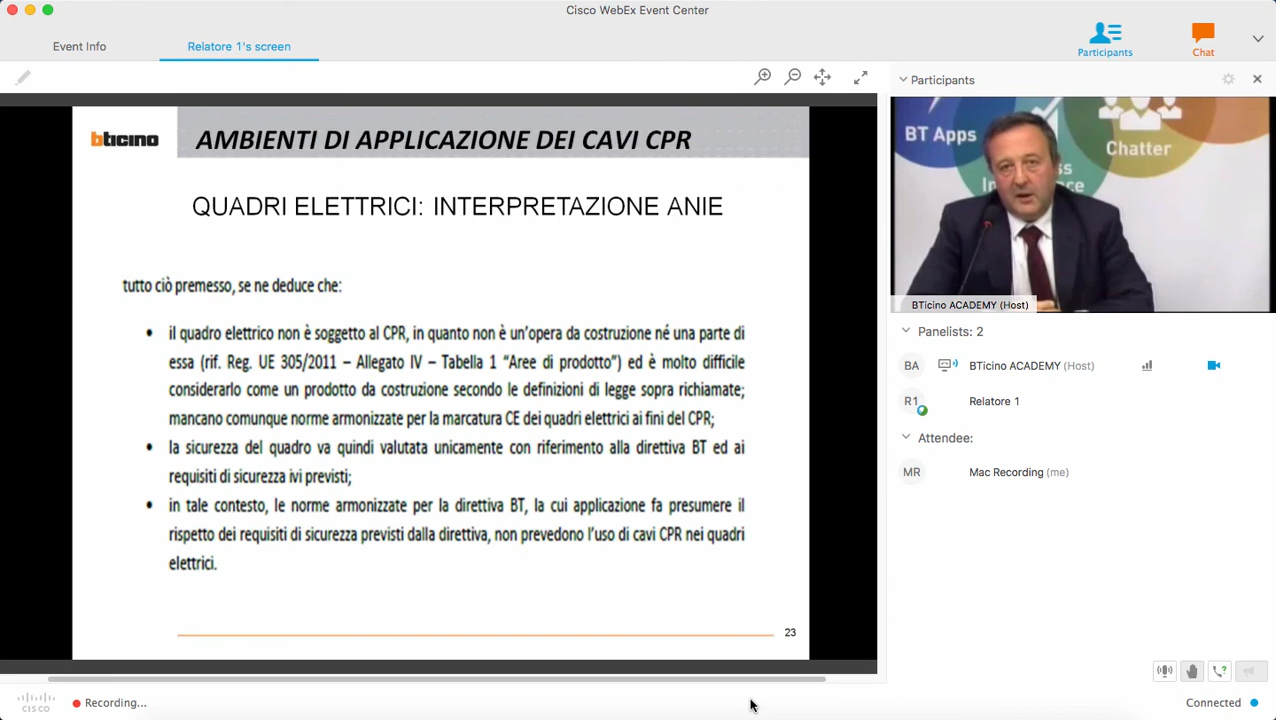 Cisco WebEx Event Center
Event Info
Relatore 1's screen
Participants
Chat
bticino
AMBIENTI DI APPLICAZIONE DEI CAVI CPR
QUADRI ELETTRICI: INTERPRETAZIONE ANIE
tutto ciò premesso, se ne deduce che:
• il quadro elettrico non è soggetto al CPR, in quanto non è un'opera da costruzione né una parte di
essa (rif. Reg. UE 305/2011 – Allegato IV – Tabella 1 "Aree di prodotto") ed è molto difficile
considerarlo come un prodotto da costruzione secondo le definizioni di legge sopra richiamate;
mancano comunque norme armonizzate per la marcatura CE dei quadri elettrici ai fini del CPR;
• la sicurezza del quadro va quindi valutata unicamente con riferimento alla direttiva BT ed ai
requisiti di sicurezza ivi previsti;
• in tale contesto, le norme armonizzate per la direttiva BT, la cui applicazione fa presumere il
rispetto dei requisiti di sicurezza previsti dalla direttiva, non prevedono l'uso di cavi CPR nei quadri
elettrici.
23
Participants
BT Apps
Chatter
BTicino ACADEMY (Host)
Panelists: 2
BA BTicino ACADEMY (Host)
R1 Relatore 1
Attendee:
MR Mac Recording (me)
CISCO
Recording...
Connected